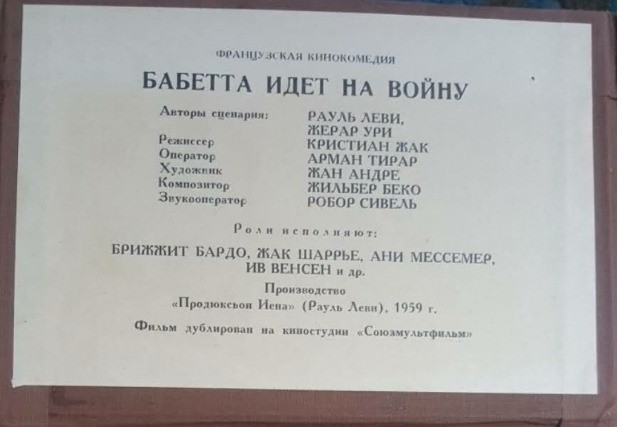 ФРАНЦУЗСКАЯ КИНОКОМЕДИЯ
БАБЕТТА ИДЕТ НА ВОЙНУ
Авторы сценария: РАУЛЬ ЛЕВИ,
ЖЕРАР УРИ
Режиссер КРИСТИАН ЖАК
Оператор АРМАН ТИРАР
Художник ЖАН АНДРЕ
Композитор ЖИЛЬБЕР БЕКО
Звукооператор РОБОР СИВЕЛЬ
Роли исполняют:
БРИЖЖИТ БАРДО, ЖАК ШАРРЬЕ, АНИ МЕССЕМЕР,
ИВ ВЕНСЕН и др.
Производство
«Продюксьон Иена» (Рауль Леви), 1959 г.
Фильм дублирован на киностудии «Союзмультфильм»